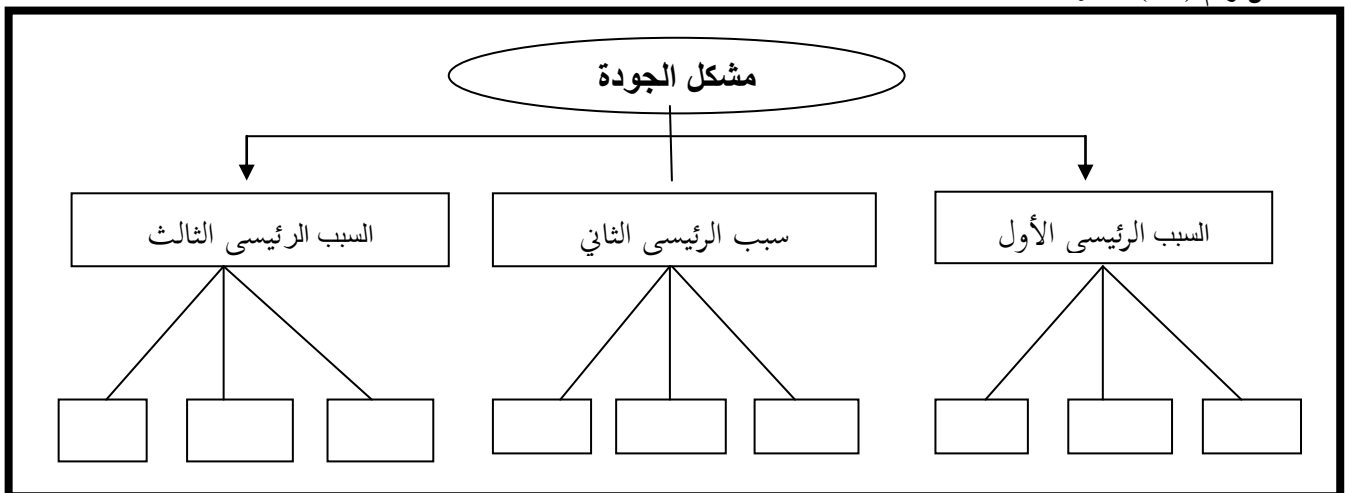 مشكل الجودة
السبب الرئيسى الأول
سبب الرئيسى الثاني
السبب الرئيسى الثالث